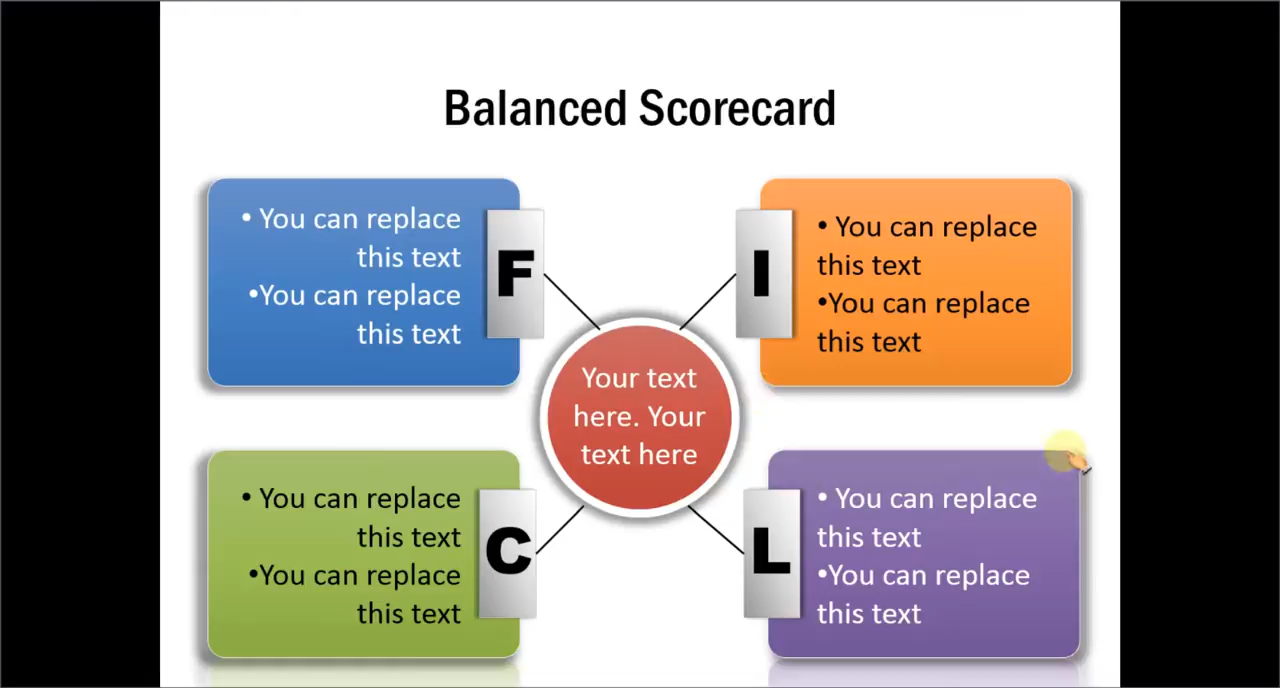 Balanced Scorecard
• You can replace
this text
•You can replace
this text
F
I
• You can replace
this text
•You can replace
this text
Your text
here. Your
text here
• You can replace
this text
•You can replace
this text
C
L
• You can replace
this text
•You can replace
this text